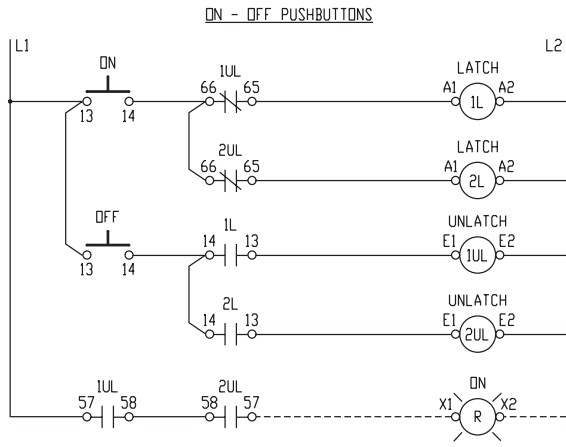 ON - OFF PUSHBUTTONS
L1 L2
ON 1UL LATCH
66 65 A1 1L A2
13 14
2UL LATCH
66 65 A1 2L A2
OFF 1L UNLATCH
14 13 E1 1UL E2
13 14
2L UNLATCH
14 13 E1 2UL E2
1UL 2UL ON
57 58 58 57 X1 R X2